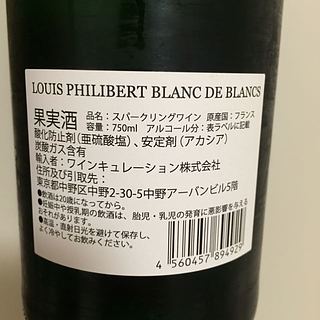 LOUIS PHILIBERT BLANC DE BLANCS
果実酒 品名：スパークリングワイン 原産国：フランス
容量：750ml アルコール分：表ラベルに記載
酸化防止剤（亜硫酸塩）、安定剤（アカシア）
炭酸ガス含有
輸入者：ワインキュレーション株式会社
住所及び引取先：
東京都中野区中野2-30-5中野アーバンビル5階
●飲酒は20歳になってから。
●妊娠中や授乳期の飲酒は、胎児・乳児の発育に悪影響を与える
おそれがあります。
●高温・直射日光を避けて保存し、
よく冷やしてお飲みください。
4 560457 894929